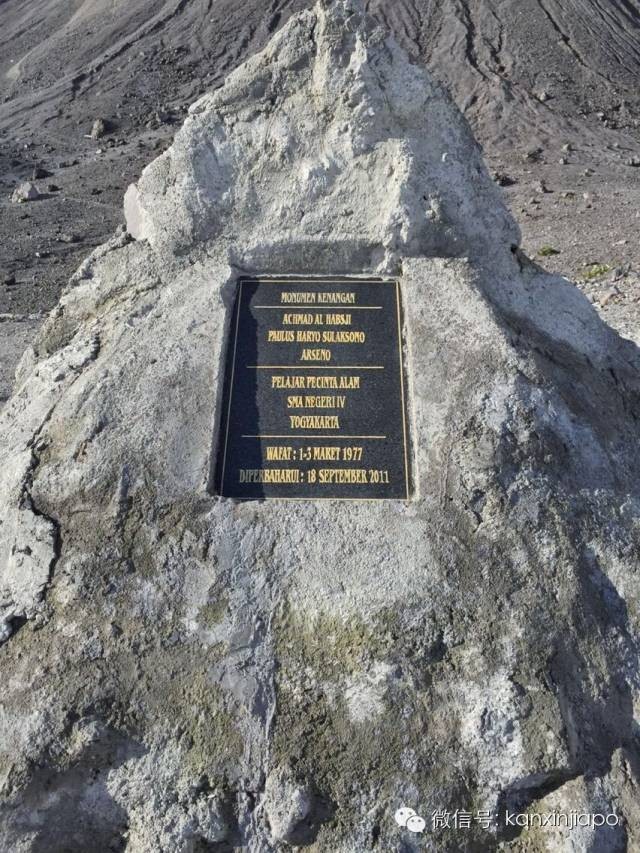 MONUMEN KENANGAN
ACHMAD AL HABSJI
PAULUS HARYO SULAKSONO
ARSENO
PELAJAR PECINTA ALAM
SMA NEGERI IV
YOGYAKARTA
WAFAT : 1-3 MARET 1977
DIPERBAHARUI : 18 SEPTEMBER 2011
微信号: kanxinjiapo